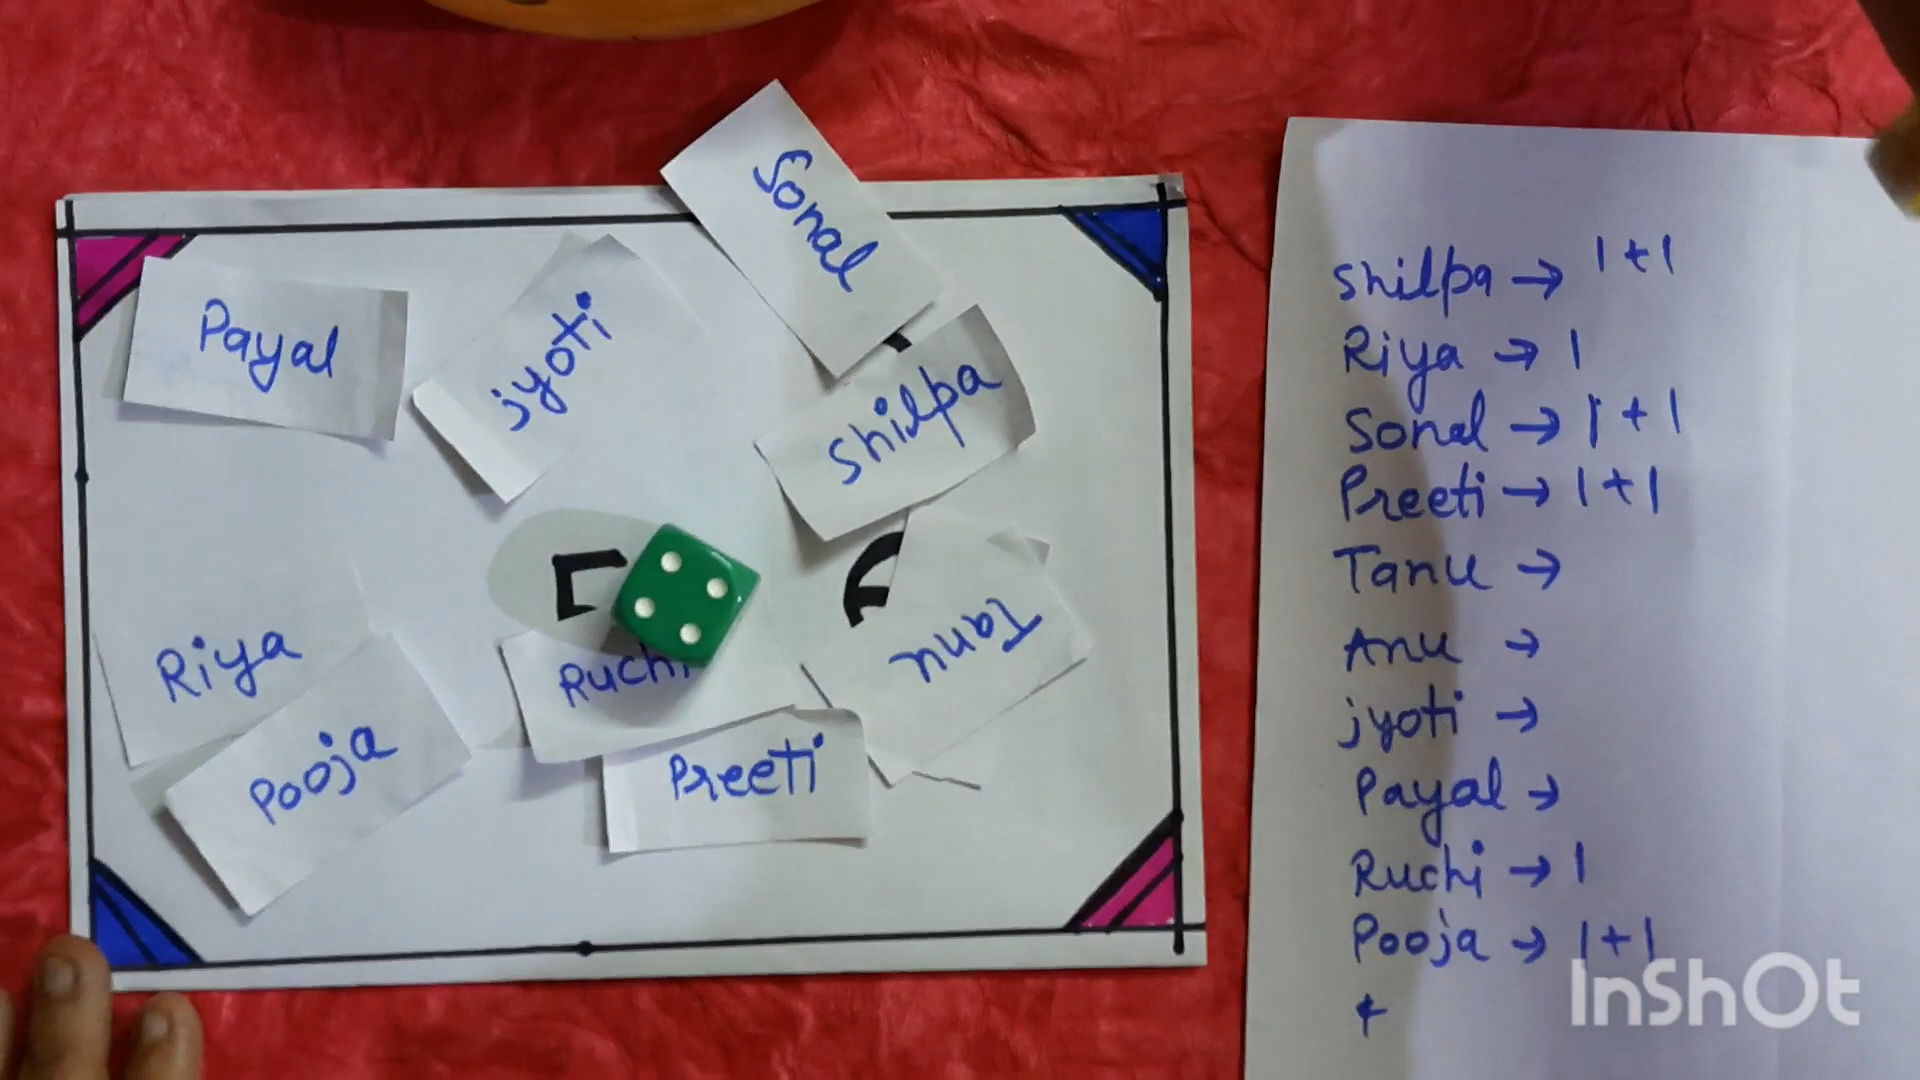 Sonal
Payal
jyoti
Shilpa
Riya
Ruchi
Tanu
Pooja
Preeti
Shilpa → 1+1
Riya → 1
Sonal → 1+1
Preeti → 1+1
Tanu →
Anu →
jyoti →
Payal →
Ruchi → 1
Pooja → 1+1
InShOt